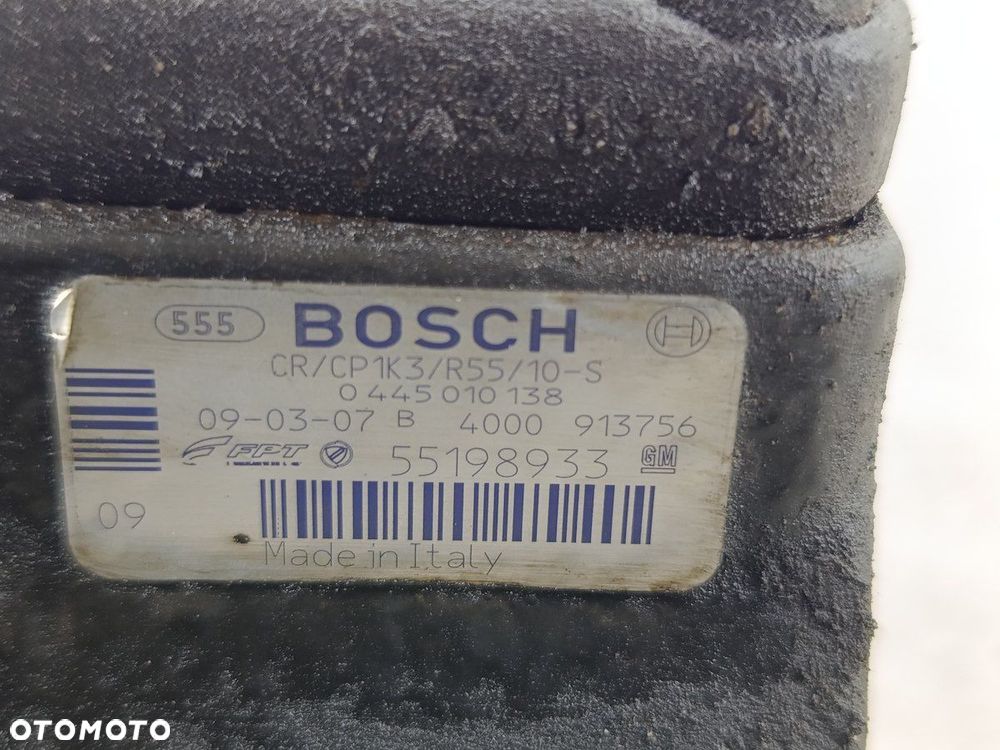 555 BOSCH
CR/CP1K3/R55/10-S
0 445 010 138
09-03-07 B 4000 913756
FPT 55198933 GM
09
Made in Italy
OTOMOTO